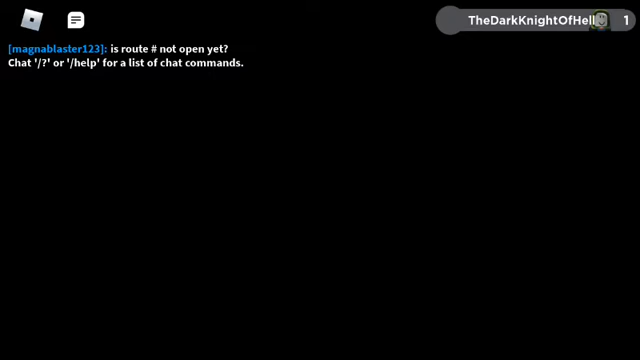 TheDarkKnightOfHell 1
[magnablaster123]: is route # not open yet?
Chat '/?' or '/help' for a list of chat commands.